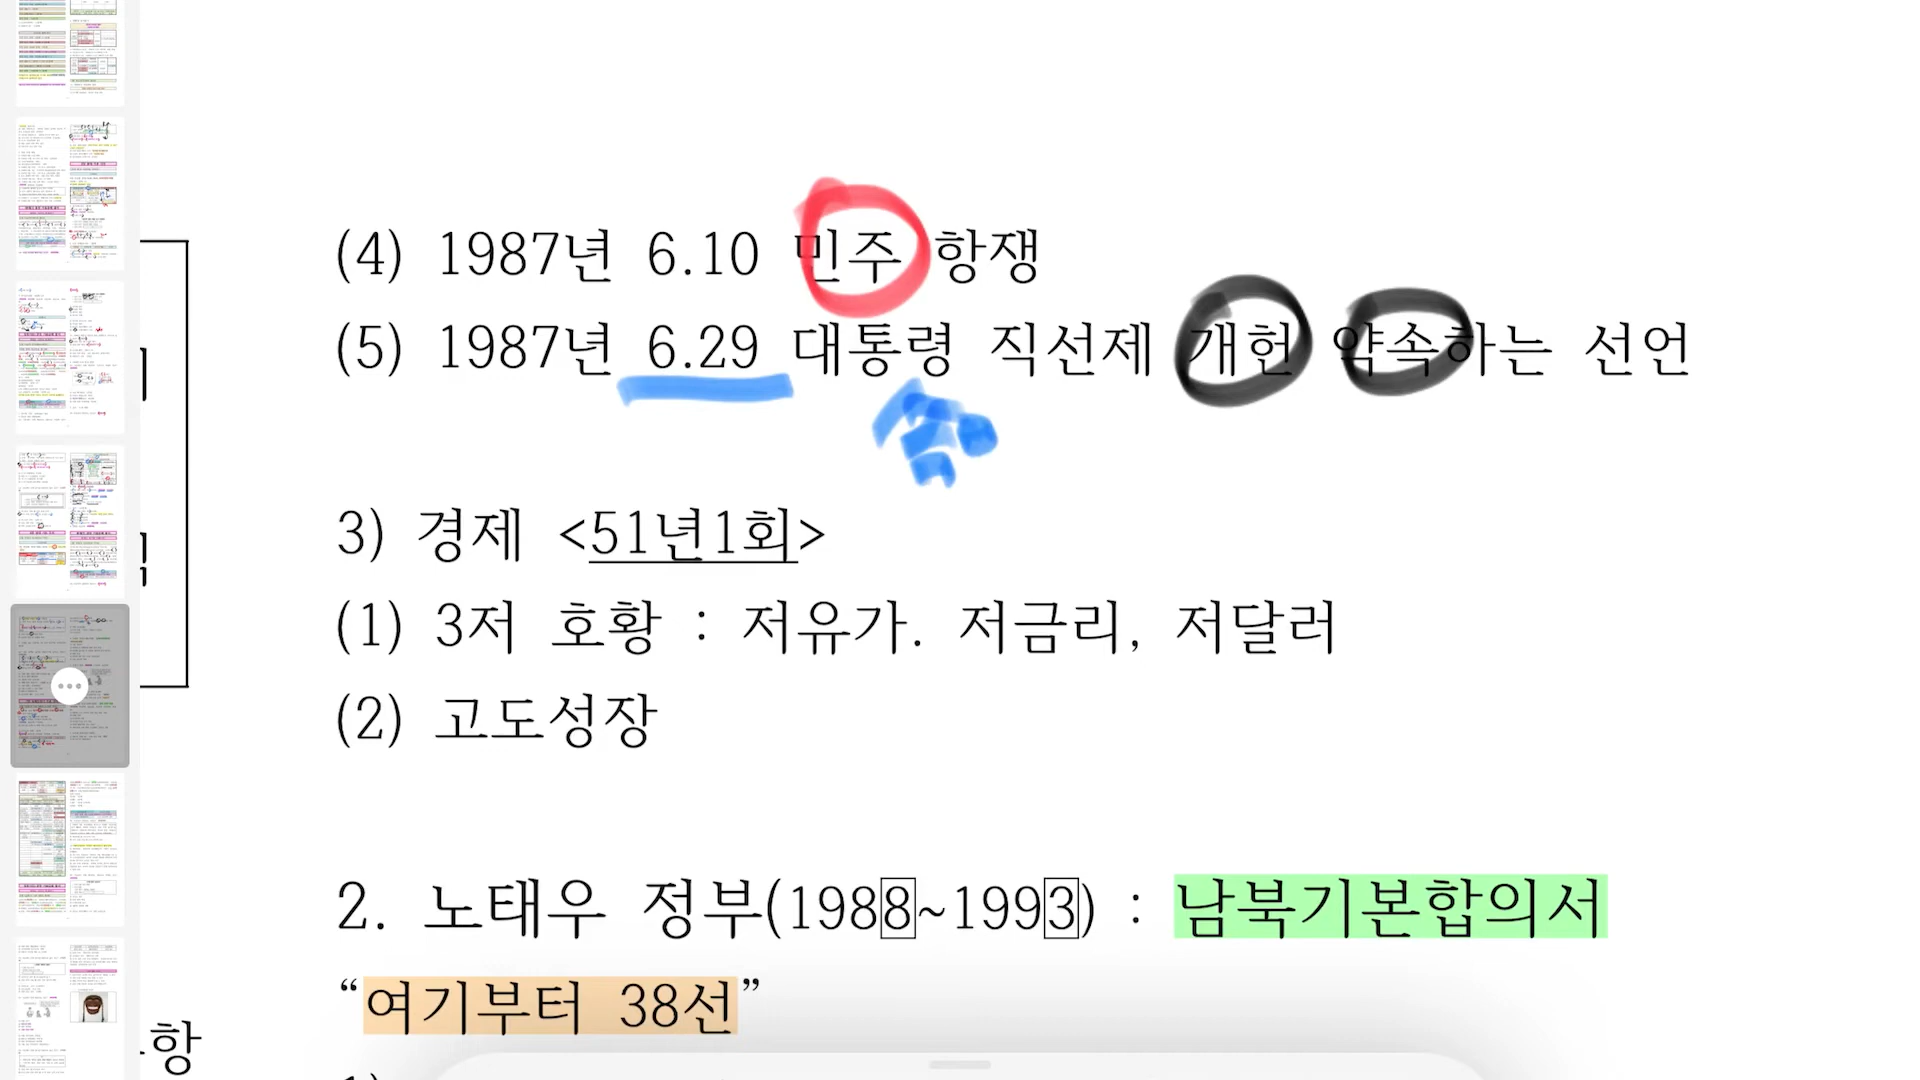 (4) 1987년 6.10 민주 항쟁
(5) 1987년 6.29 대통령 직선제 개헌 약속하는 선언
3) 경제 <51년1회>
(1) 3저 호황 : 저유가. 저금리, 저달러
(2) 고도성장
2. 노태우 정부(1988~1993) : 남북기본합의서
“여기부터 38선”
항